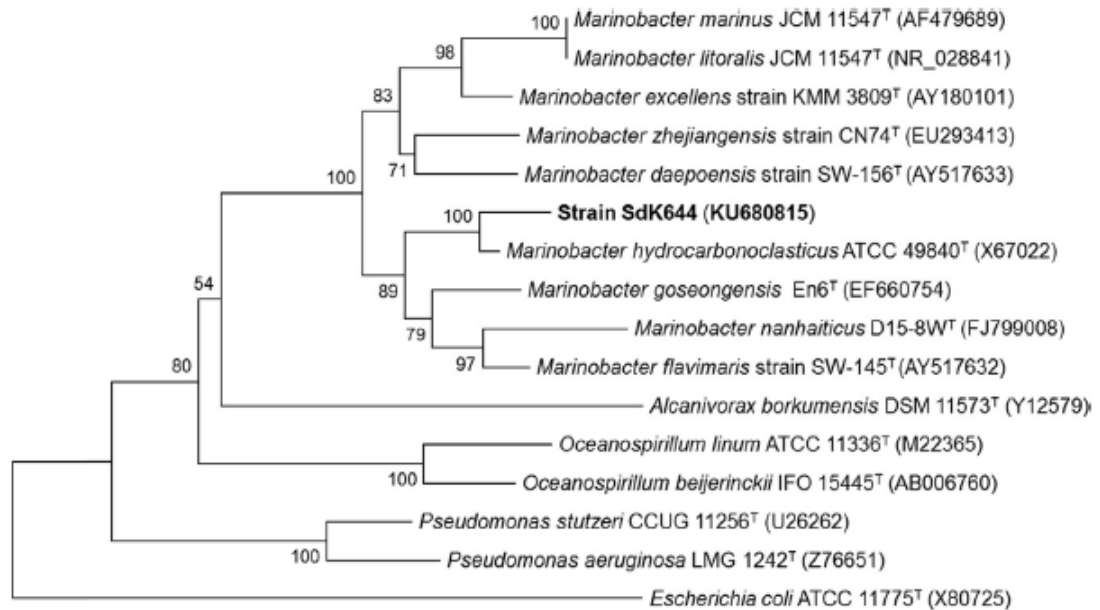 100 Marinobacter marinus JCM 11547ᵀ (AF479689)
Marinobacter litoralis JCM 11547ᵀ (NR_028841)
98
Marinobacter excellens strain KMM 3809ᵀ (AY180101)
83
Marinobacter zhejiangensis strain CN74ᵀ (EU293413)
71 Marinobacter daepoensis strain SW-156ᵀ (AY517633)
100
100 Strain SdK644 (KU680815)
Marinobacter hydrocarbonoclasticus ATCC 49840ᵀ (X67022)
54 89 Marinobacter goseongensis En6ᵀ (EF660754)
79 Marinobacter nanhaiticus D15-8Wᵀ (FJ799008)
80 97 Marinobacter flavimaris strain SW-145ᵀ (AY517632)
Alcanivorax borkumensis DSM 11573ᵀ (Y12579)
Oceanospirillum linum ATCC 11336ᵀ (M22365)
100 Oceanospirillum beijerinckii IFO 15445ᵀ (AB006760)
Pseudomonas stutzeri CCUG 11256ᵀ (U26262)
100 Pseudomonas aeruginosa LMG 1242ᵀ (Z76651)
Escherichia coli ATCC 11775ᵀ (X80725)